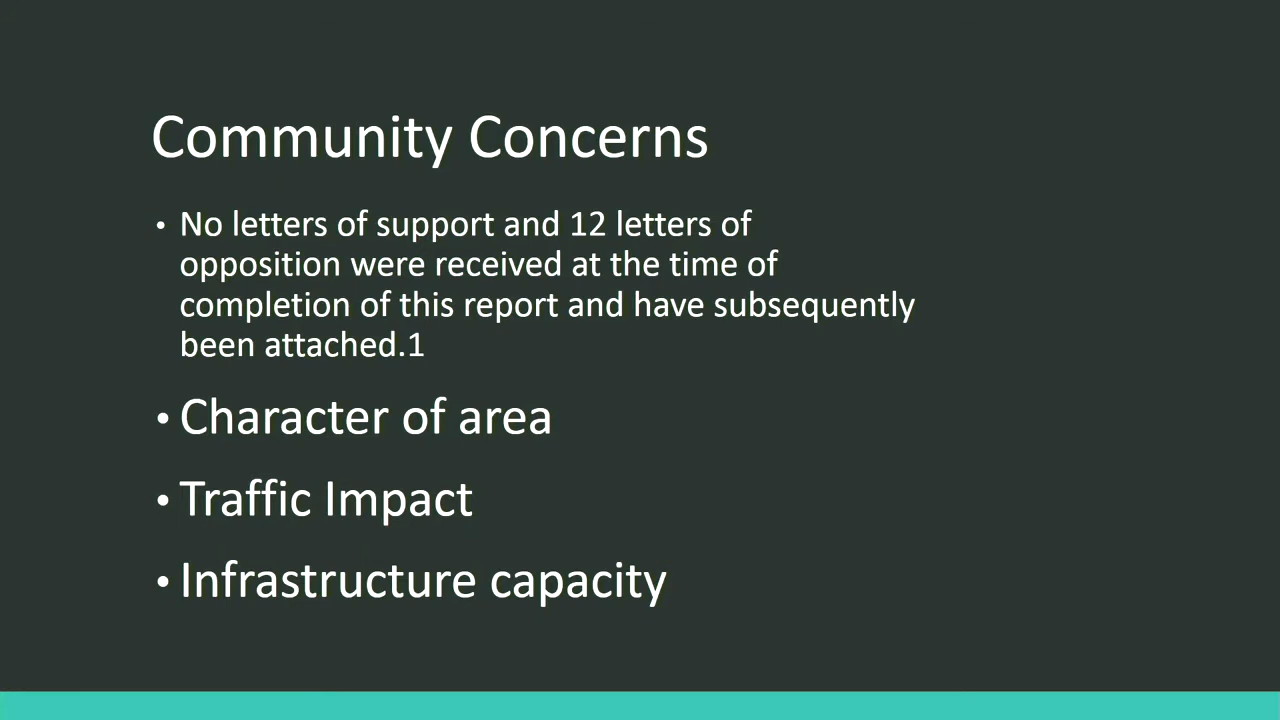 Community Concerns
• No letters of support and 12 letters of
opposition were received at the time of
completion of this report and have subsequently
been attached.1
• Character of area
• Traffic Impact
• Infrastructure capacity